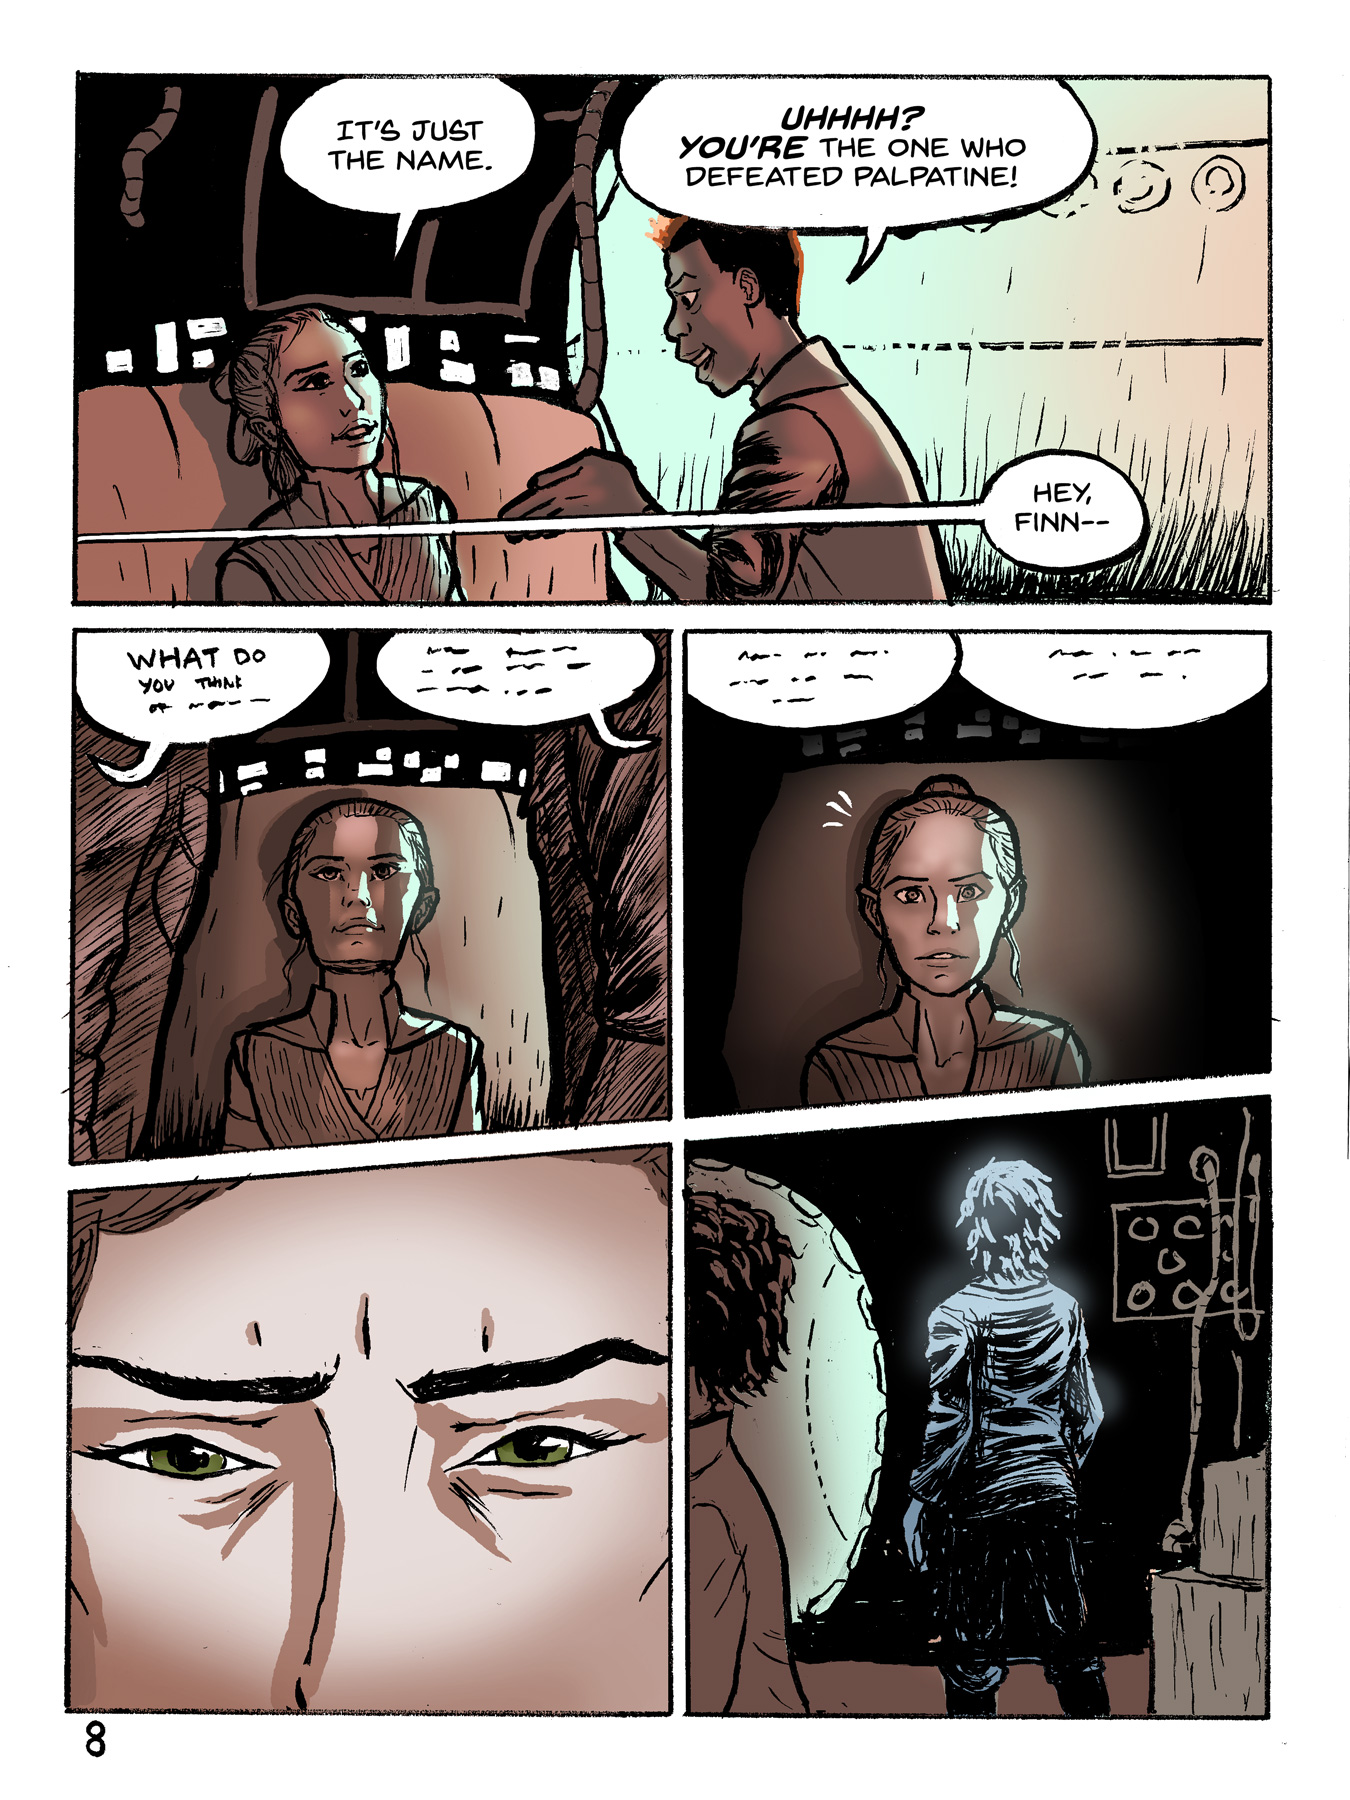 IT'S JUST
THE NAME.
UHHHH?
YOU'RE THE ONE WHO
DEFEATED PALPATINE!
HEY,
FINN--
WHAT DO
YOU THINK
OF
8